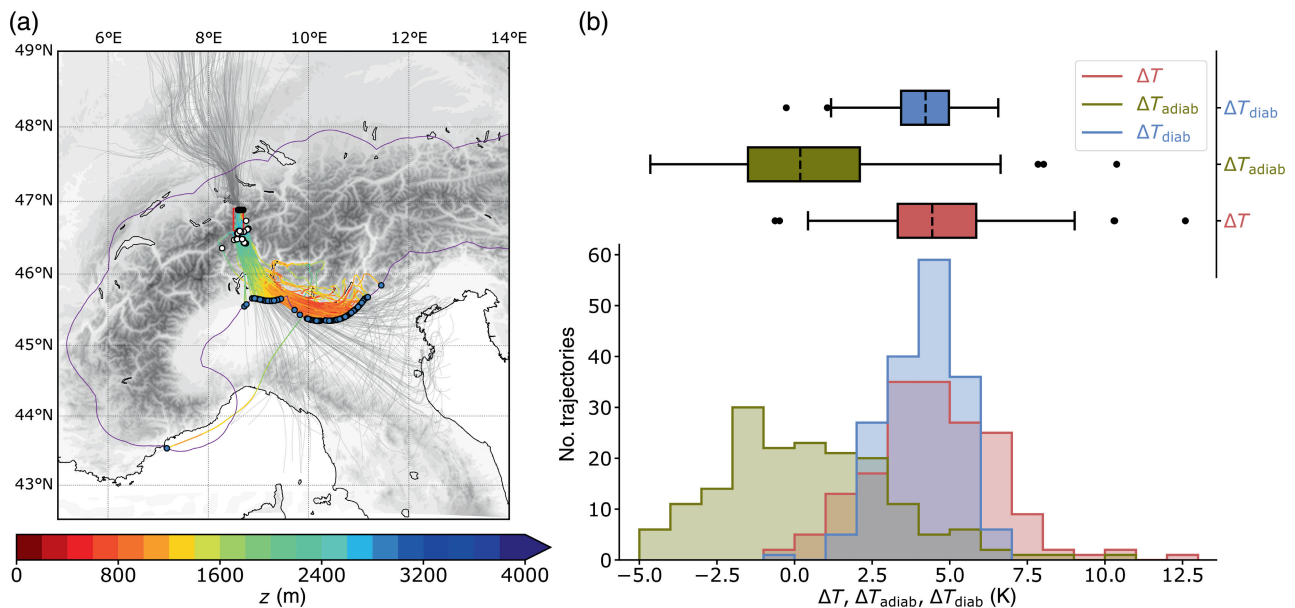 (a)
6°E 8°E 10°E 12°E 14°E
49°N
48°N
47°N
46°N
45°N
44°N
43°N
0 800 1600 2400 3200 4000
z (m)
(b)
ΔT
ΔT_adiab
ΔT_diab
ΔT_diab
ΔT_adiab
ΔT
60
50
40
30
20
10
0
No. trajectories
−5.0 −2.5 0.0 2.5 5.0 7.5 10.0 12.5
ΔT, ΔT_adiab, ΔT_diab (K)